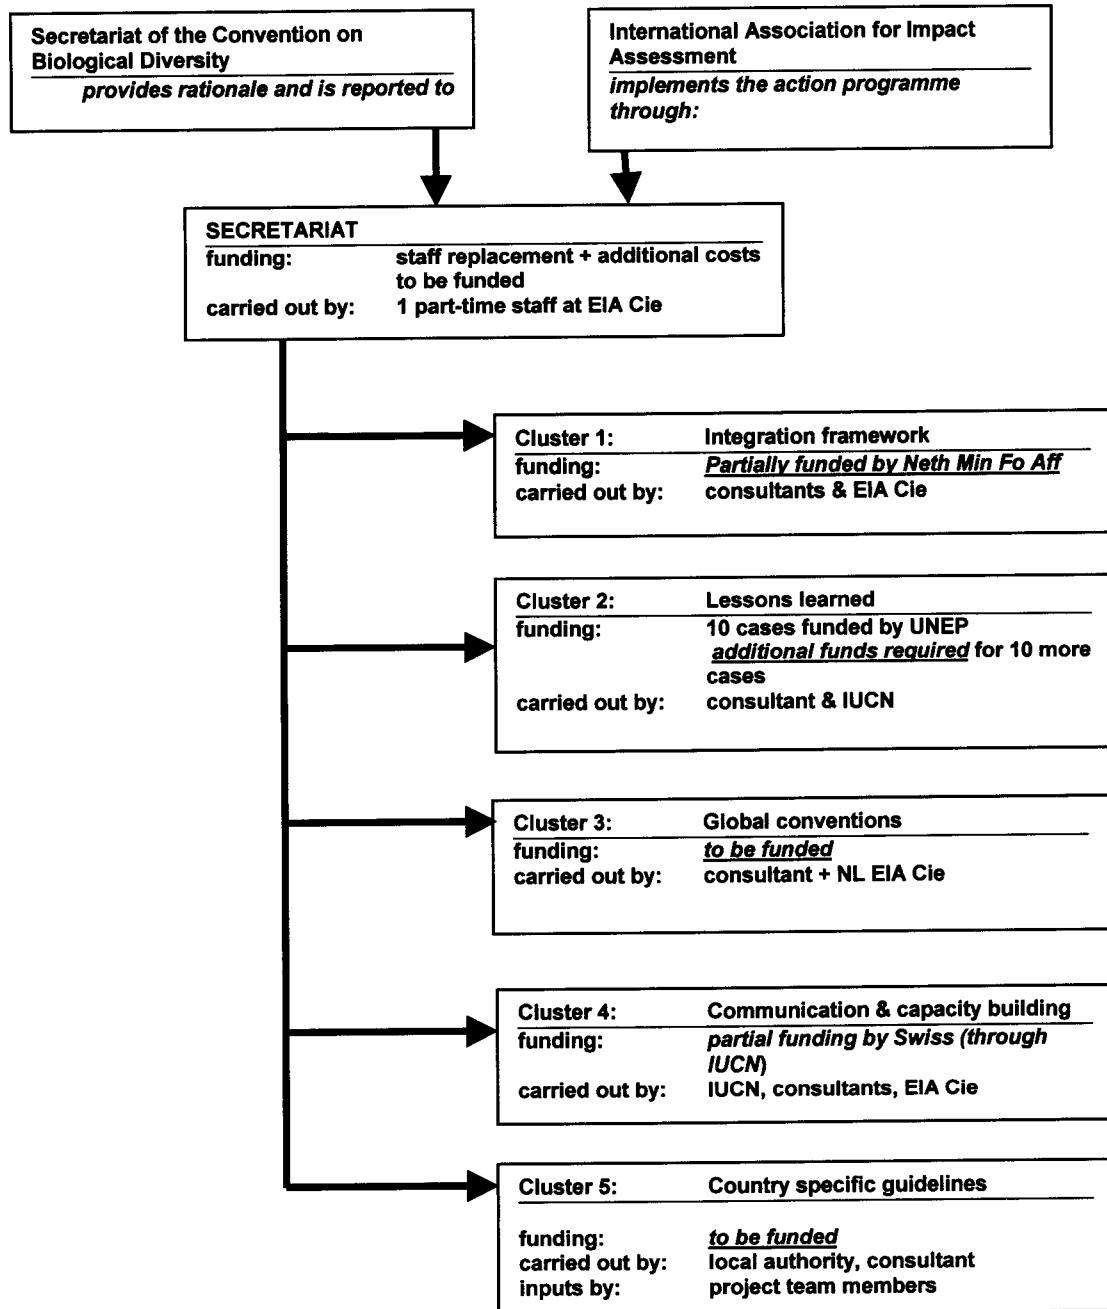 Secretariat of the Convention on
Biological Diversity
provides rationale and is reported to
International Association for Impact
Assessment
implements the action programme
through:
SECRETARIAT
funding: staff replacement + additional costs
to be funded
carried out by: 1 part-time staff at EIA Cie
Cluster 1: Integration framework
funding: Partially funded by Neth Min Fo Aff
carried out by: consultants & EIA Cie
Cluster 2: Lessons learned
funding: 10 cases funded by UNEP
additional funds required for 10 more
cases
carried out by: consultant & IUCN
Cluster 3: Global conventions
funding: to be funded
carried out by: consultant + NL EIA Cie
Cluster 4: Communication & capacity building
funding: partial funding by Swiss (through
IUCN)
carried out by: IUCN, consultants, EIA Cie
Cluster 5: Country specific guidelines
funding: to be funded
carried out by: local authority, consultant
inputs by: project team members